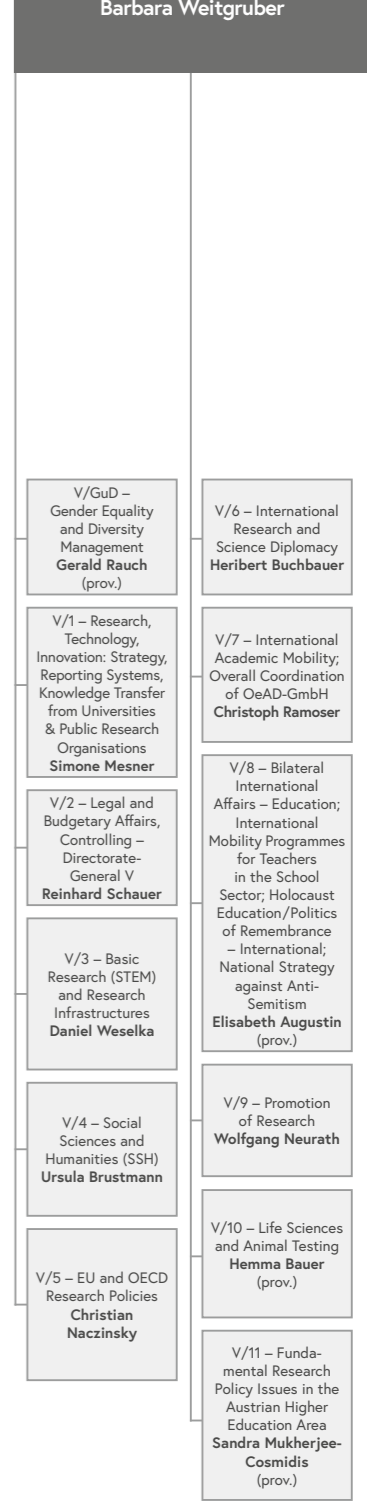 Barbara Weitgruber
V/GuD –
Gender Equality
and Diversity
Management
Gerald Rauch
(prov.)
V/1 – Research,
Technology,
Innovation: Strategy,
Reporting Systems,
Knowledge Transfer
from Universities
& Public Research
Organisations
Simone Mesner
V/2 – Legal and
Budgetary Affairs,
Controlling –
Directorate-
General V
Reinhard Schauer
V/3 – Basic
Research (STEM)
and Research
Infrastructures
Daniel Weselka
V/4 – Social
Sciences and
Humanities (SSH)
Ursula Brustmann
V/5 – EU and OECD
Research Policies
Christian
Naczinsky
V/6 – International
Research and
Science Diplomacy
Heribert Buchbauer
V/7 – International
Academic Mobility;
Overall Coordination
of OeAD-GmbH
Christoph Ramoser
V/8 – Bilateral
International
Affairs – Education;
International
Mobility Programmes
for Teachers
in the School
Sector; Holocaust
Education/Politics
of Remembrance
– International;
National Strategy
against Anti-
Semitism
Elisabeth Augustin
(prov.)
V/9 – Promotion
of Research
Wolfgang Neurath
V/10 – Life Sciences
and Animal Testing
Hemma Bauer
(prov.)
V/11 – Funda-
mental Research
Policy Issues in the
Austrian Higher
Education Area
Sandra Mukherjee-
Cosmidis
(prov.)